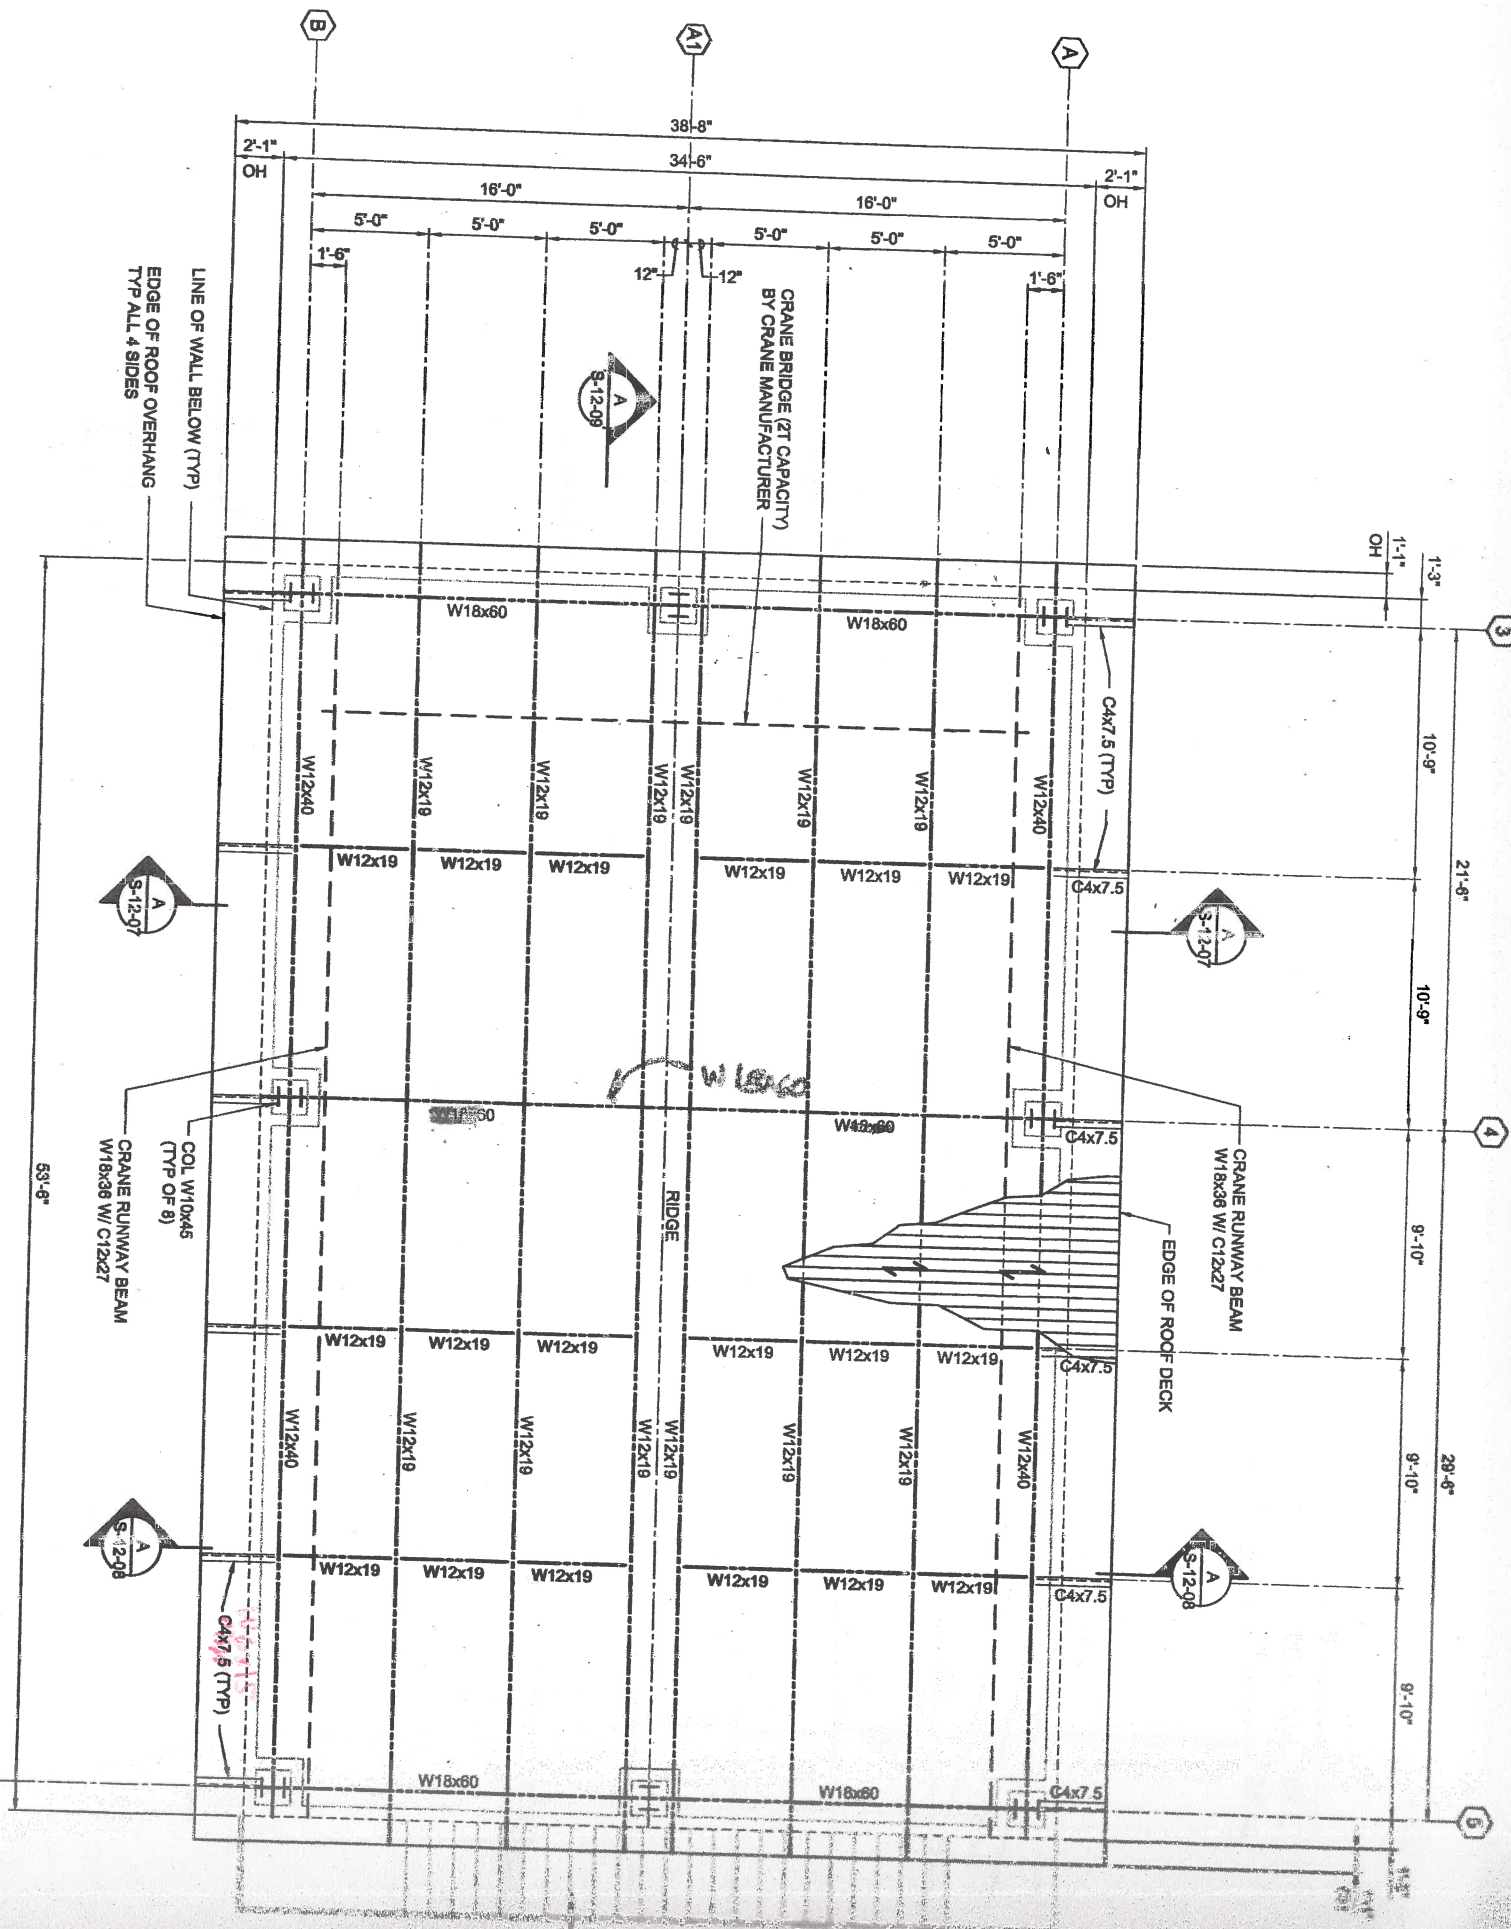 B
A1
A
38'-8"
2'-1"
OH
34'-6"
2'-1"
OH
16'-0"
16'-0"
5'-0"
5'-0"
5'-0"
5'-0"
5'-0"
5'-0"
1'-6"
12"
12"
1'-6"
CRANE BRIDGE (2T CAPACITY)
BY CRANE MANUFACTURER
LINE OF WALL BELOW (TYP)
EDGE OF ROOF OVERHANG
TYP ALL 4 SIDES
A
S-12-09
1'-1"
OH
1'-3"
3
W18x60
W18x60
C4x7.5 (TYP)
10'-9"
21'-6"
10'-9"
W12x40
W12x19
W12x19
W12x19
W12x19
W12x19
W12x19
W12x40
W12x19
W12x19
W12x19
W12x19
W12x19
W12x19
C4x7.5
A
S-12-07
A
S-12-07
W12x60
C4x7.5
4
COL W10x45
(TYP OF 8)
CRANE RUNWAY BEAM
W18x36 W/ C12x27
CRANE RUNWAY BEAM
W18x36 W/ C12x27
RIDGE
EDGE OF ROOF DECK
53'-6"
9'-10"
29'-6"
9'-10"
9'-10"
W12x19
W12x19
W12x19
W12x19
W12x19
W12x19
C4x7.5
W12x40
W12x19
W12x19
W12x19
W12x19
W12x19
W12x19
W12x40
A
S-12-08
A
S-12-08
W12x19
W12x19
W12x19
W12x19
W12x19
W12x19
C4x7.5
C4x7.5 (TYP)
W18x60
W18x60
C4x7.5
5